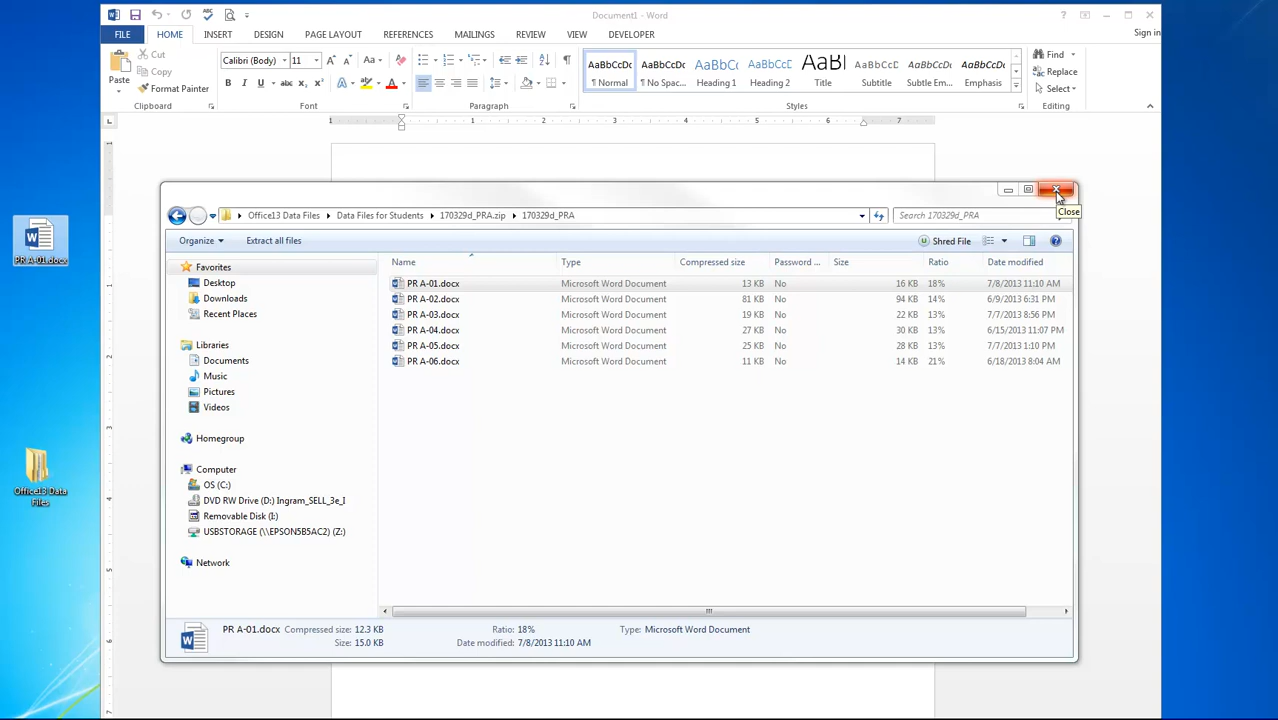 Document1 - Word
FILE HOME INSERT DESIGN PAGE LAYOUT REFERENCES MAILINGS REVIEW VIEW DEVELOPER Sign in
Paste
Cut
Copy
Format Painter
Clipboard
Calibri (Body) 11
Font
Paragraph
AaBbCcDc AaBbCcDc AaBbCc AaBbCcC AaBl AaBbCcC AaBbCcDc AaBbCcDc
¶ Normal ¶ No Spac... Heading 1 Heading 2 Title Subtitle Subtle Em... Emphasis
Styles
Find
Replace
Select
Editing
1 1 2 3 4 5 6 7
PR A-01.docx
Office13 Data
Files
Close
Office13 Data Files Data Files for Students 170329d_PRA.zip 170329d_PRA Search 170329d_PRA
Organize Extract all files Shred File
Name Type Compressed size Password ... Size Ratio Date modified
PR A-01.docx Microsoft Word Document 13 KB No 16 KB 18% 7/8/2013 11:10 AM
PR A-02.docx Microsoft Word Document 81 KB No 94 KB 14% 6/9/2013 6:31 PM
PR A-03.docx Microsoft Word Document 19 KB No 22 KB 13% 7/7/2013 8:56 PM
PR A-04.docx Microsoft Word Document 27 KB No 30 KB 13% 6/15/2013 11:07 PM
PR A-05.docx Microsoft Word Document 25 KB No 28 KB 13% 7/7/2013 1:10 PM
PR A-06.docx Microsoft Word Document 11 KB No 14 KB 21% 6/18/2013 8:04 AM
Favorites
Desktop
Downloads
Recent Places
Libraries
Documents
Music
Pictures
Videos
Homegroup
Computer
OS (C:)
DVD RW Drive (D:) Ingram_SELL_3e_I
Removable Disk (I:)
USBSTORAGE (\\EPSON5B5AC2) (Z:)
Network
PR A-01.docx Compressed size: 12.3 KB Ratio: 18% Type: Microsoft Word Document
Size: 15.0 KB Date modified: 7/8/2013 11:10 AM